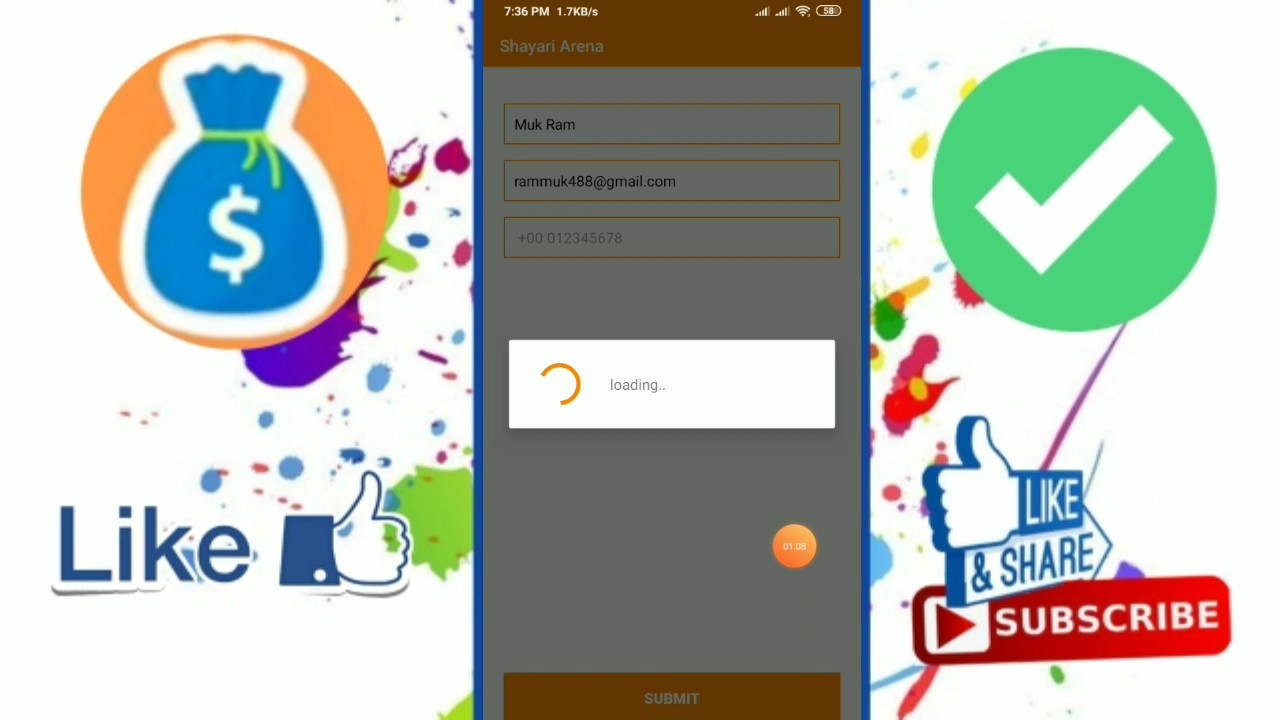 7:36 PM 1.7KB/s
58
Shayari Arena
Muk Ram
rammuk488@gmail.com
+00 012345678
loading..
01:08
SUBMIT
$
Like
LIKE
& SHARE
SUBSCRIBE